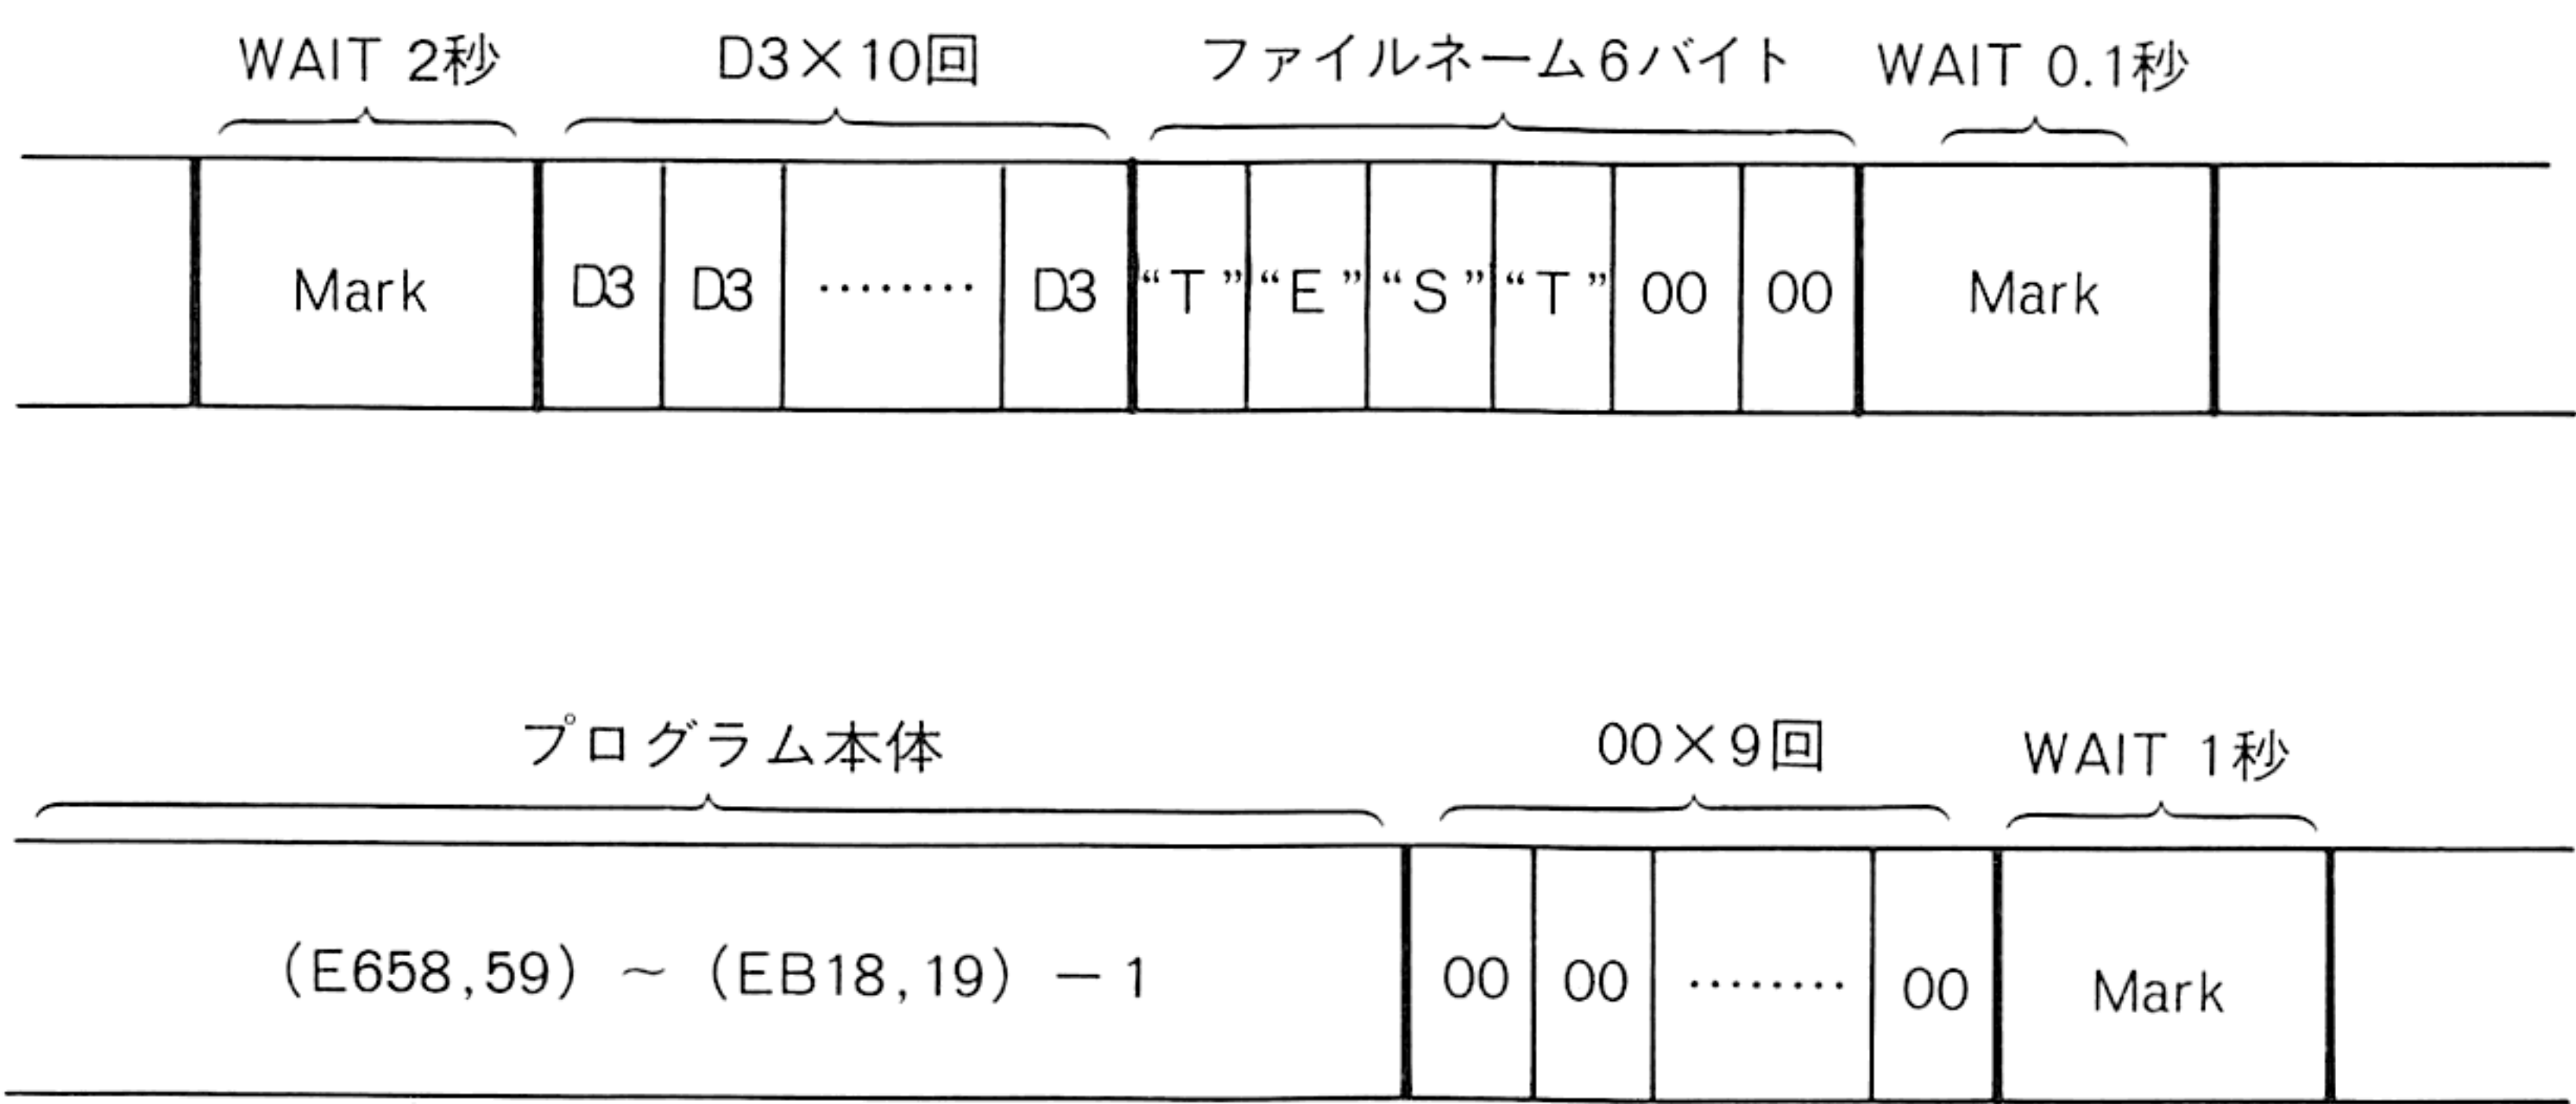 WAIT 2秒 D3×10回 ファイルネーム6バイト WAIT 0.1秒
Mark D3 D3 ········ D3 “T” “E” “S” “T” 00 00 Mark
プログラム本体 00×9回 WAIT 1秒
(E658,59) ~ (EB18,19) − 1 00 00 ········ 00 Mark